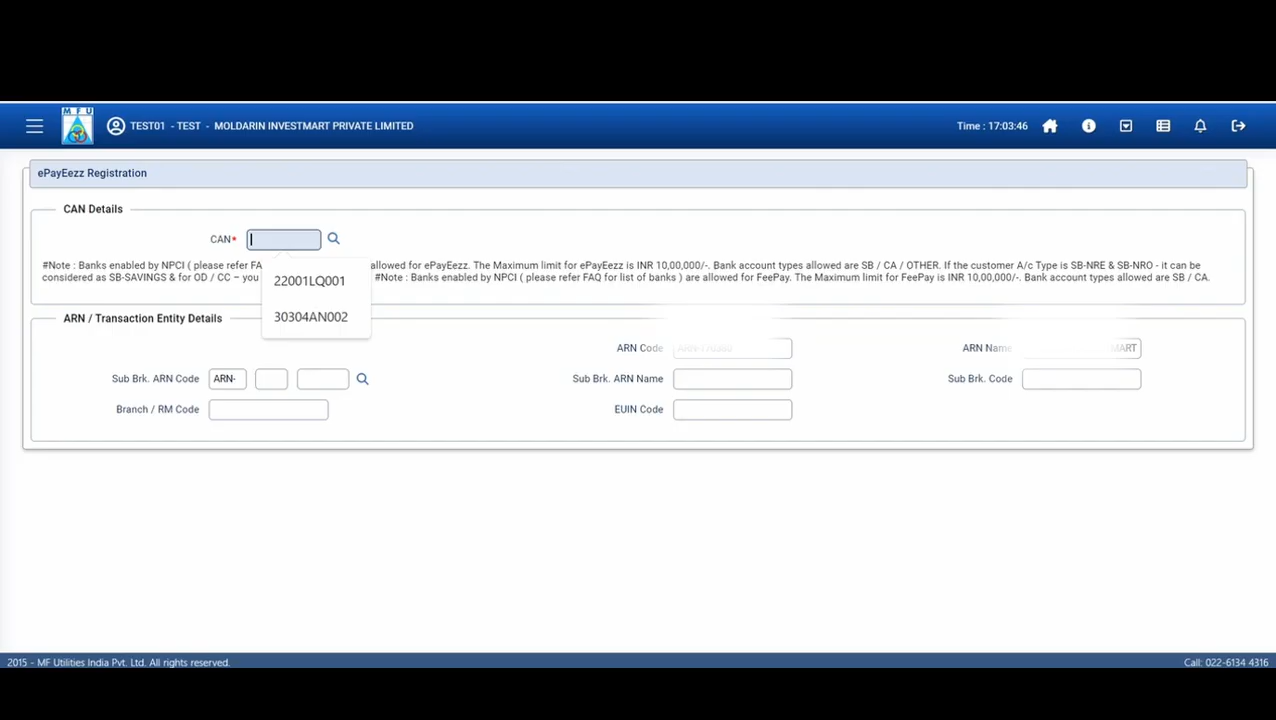 MFU
TEST01 - TEST - MOLDARIN INVESTMART PRIVATE LIMITED
Time : 17:03:46
ePayEezz Registration
CAN Details
CAN*
22001LQ001
30304AN002
#Note : Banks enabled by NPCI ( please refer FA allowed for ePayEezz. The Maximum limit for ePayEezz is INR 10,00,000/-. Bank account types allowed are SB / CA / OTHER. If the customer A/c Type is SB-NRE & SB-NRO - it can be
considered as SB-SAVINGS & for OD / CC – you #Note : Banks enabled by NPCI ( please refer FAQ for list of banks ) are allowed for FeePay. The Maximum limit for FeePay is INR 10,00,000/-. Bank account types allowed are SB / CA.
ARN / Transaction Entity Details
ARN Code
ARN Name MART
Sub Brk. ARN Code ARN-
Sub Brk. ARN Name
Sub Brk. Code
Branch / RM Code
EUIN Code
2015 - MF Utilities India Pvt. Ltd. All rights reserved.
Call: 022-6134 4316